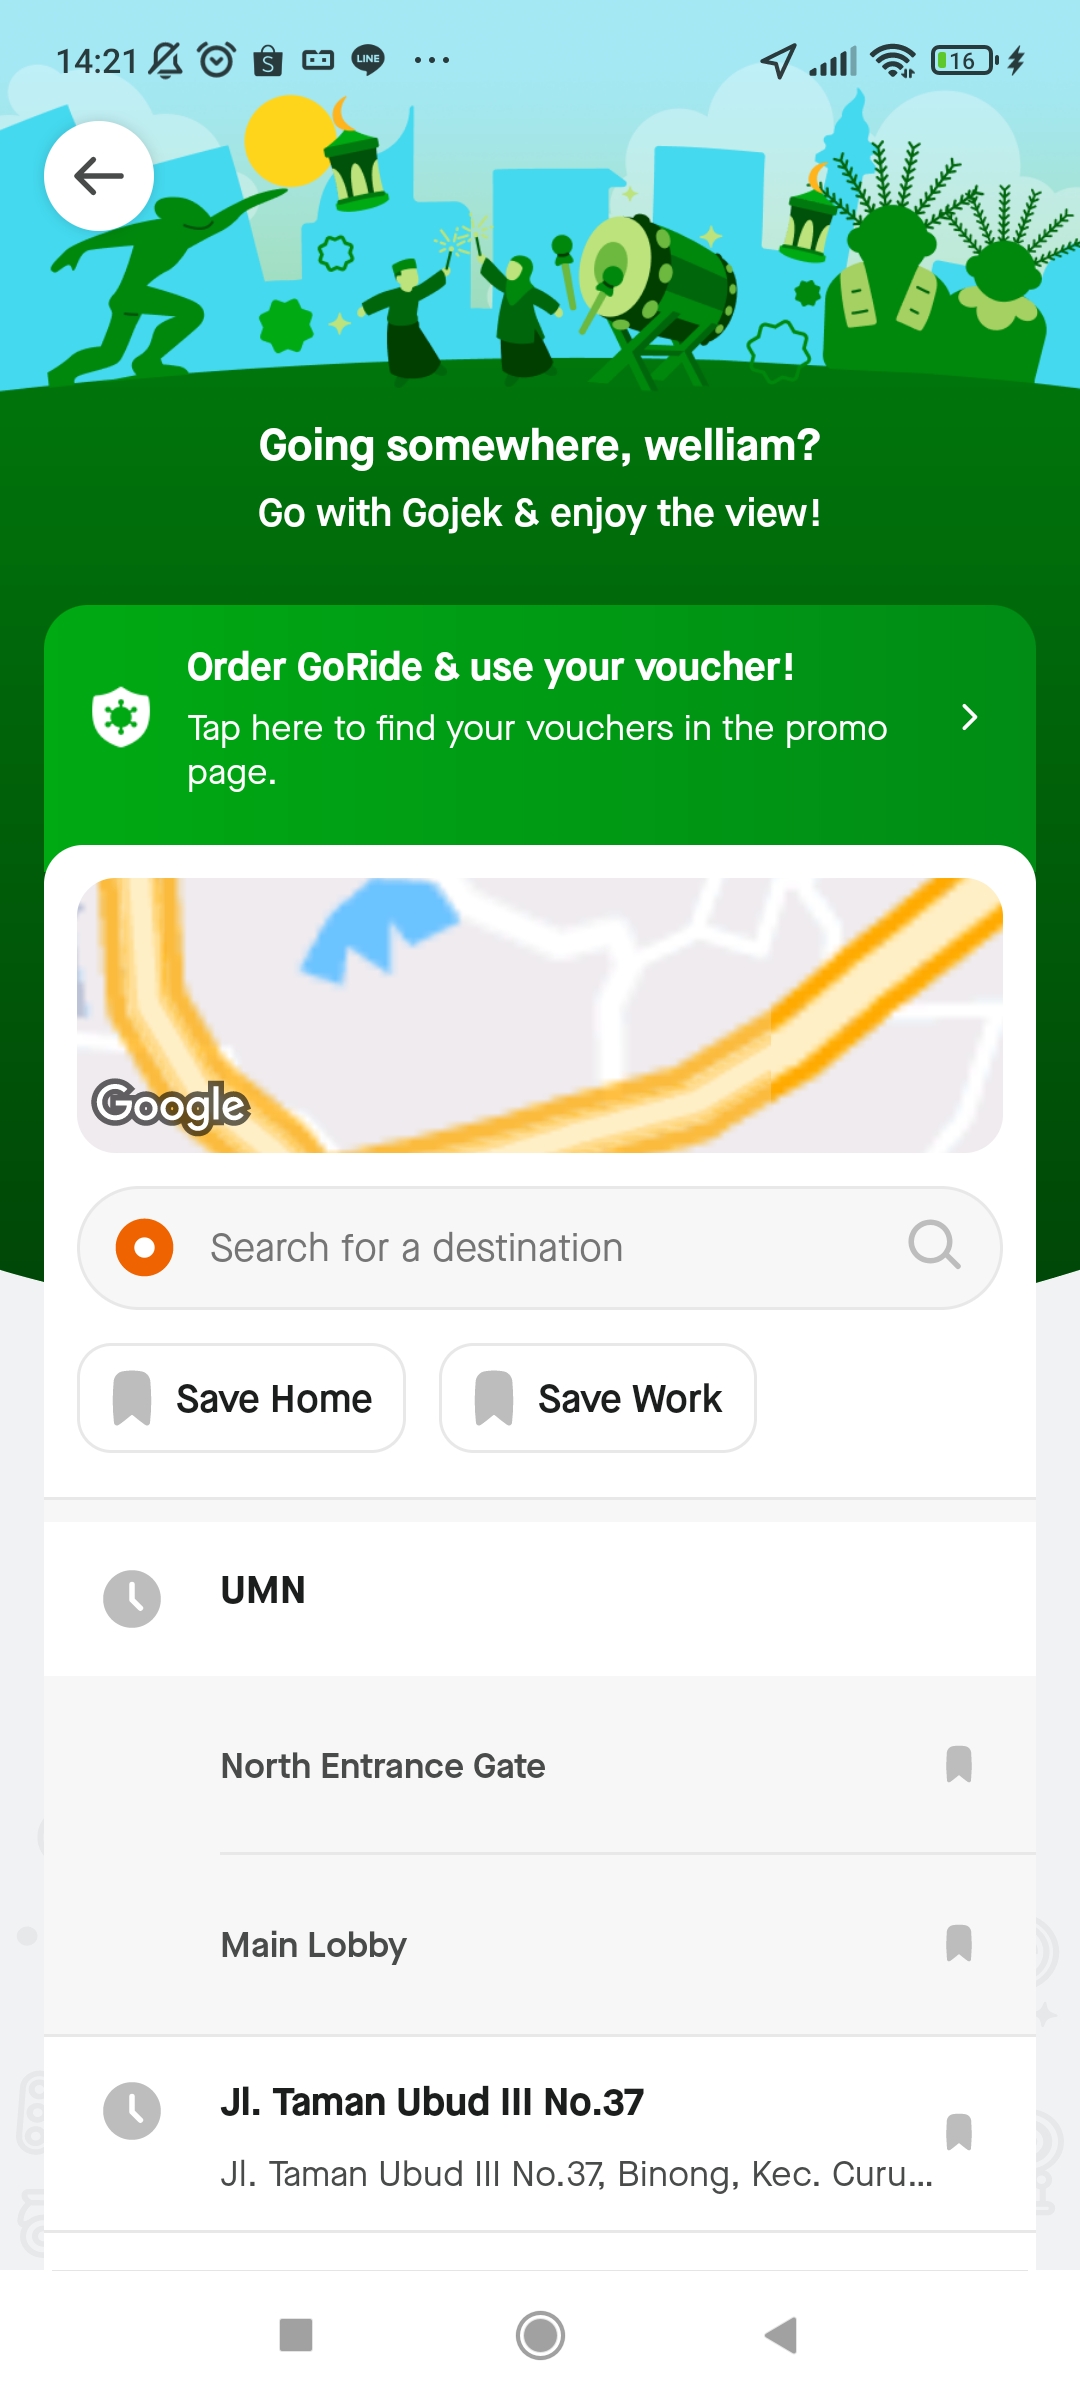 14:21
LINE
16
Going somewhere, welliam?
Go with Gojek & enjoy the view!
Order GoRide & use your voucher!
Tap here to find your vouchers in the promo
page.
Google
Search for a destination
Save Home
Save Work
UMN
North Entrance Gate
Main Lobby
Jl. Taman Ubud III No.37
Jl. Taman Ubud III No.37, Binong, Kec. Curu...